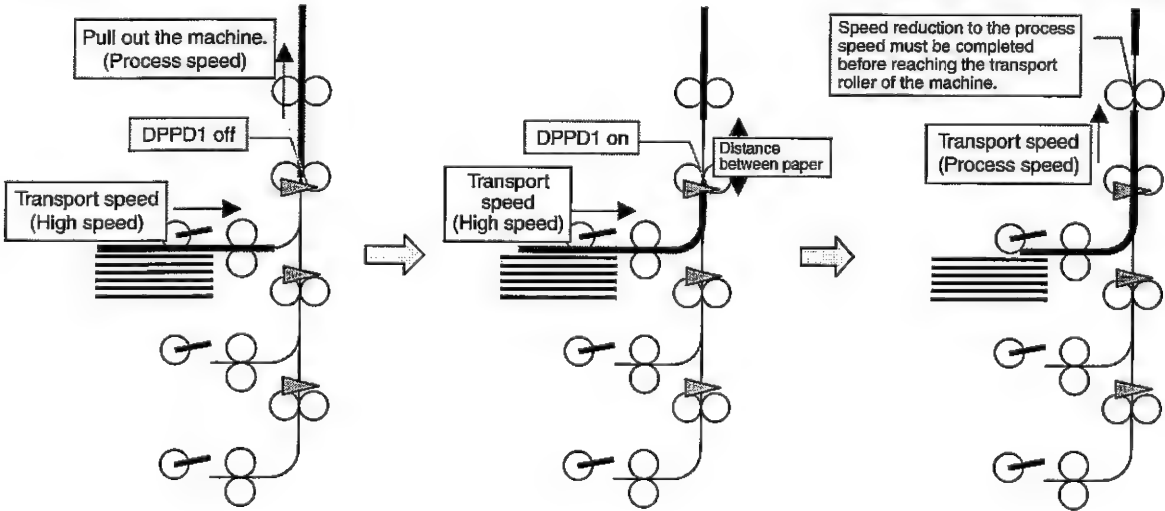 Pull out the machine.
(Process speed)
DPPD1 off
Transport speed
(High speed)
DPPD1 on
Distance
between paper
Transport
speed
(High speed)
Speed reduction to the process
speed must be completed
before reaching the transport
roller of the machine.
Transport speed
(Process speed)